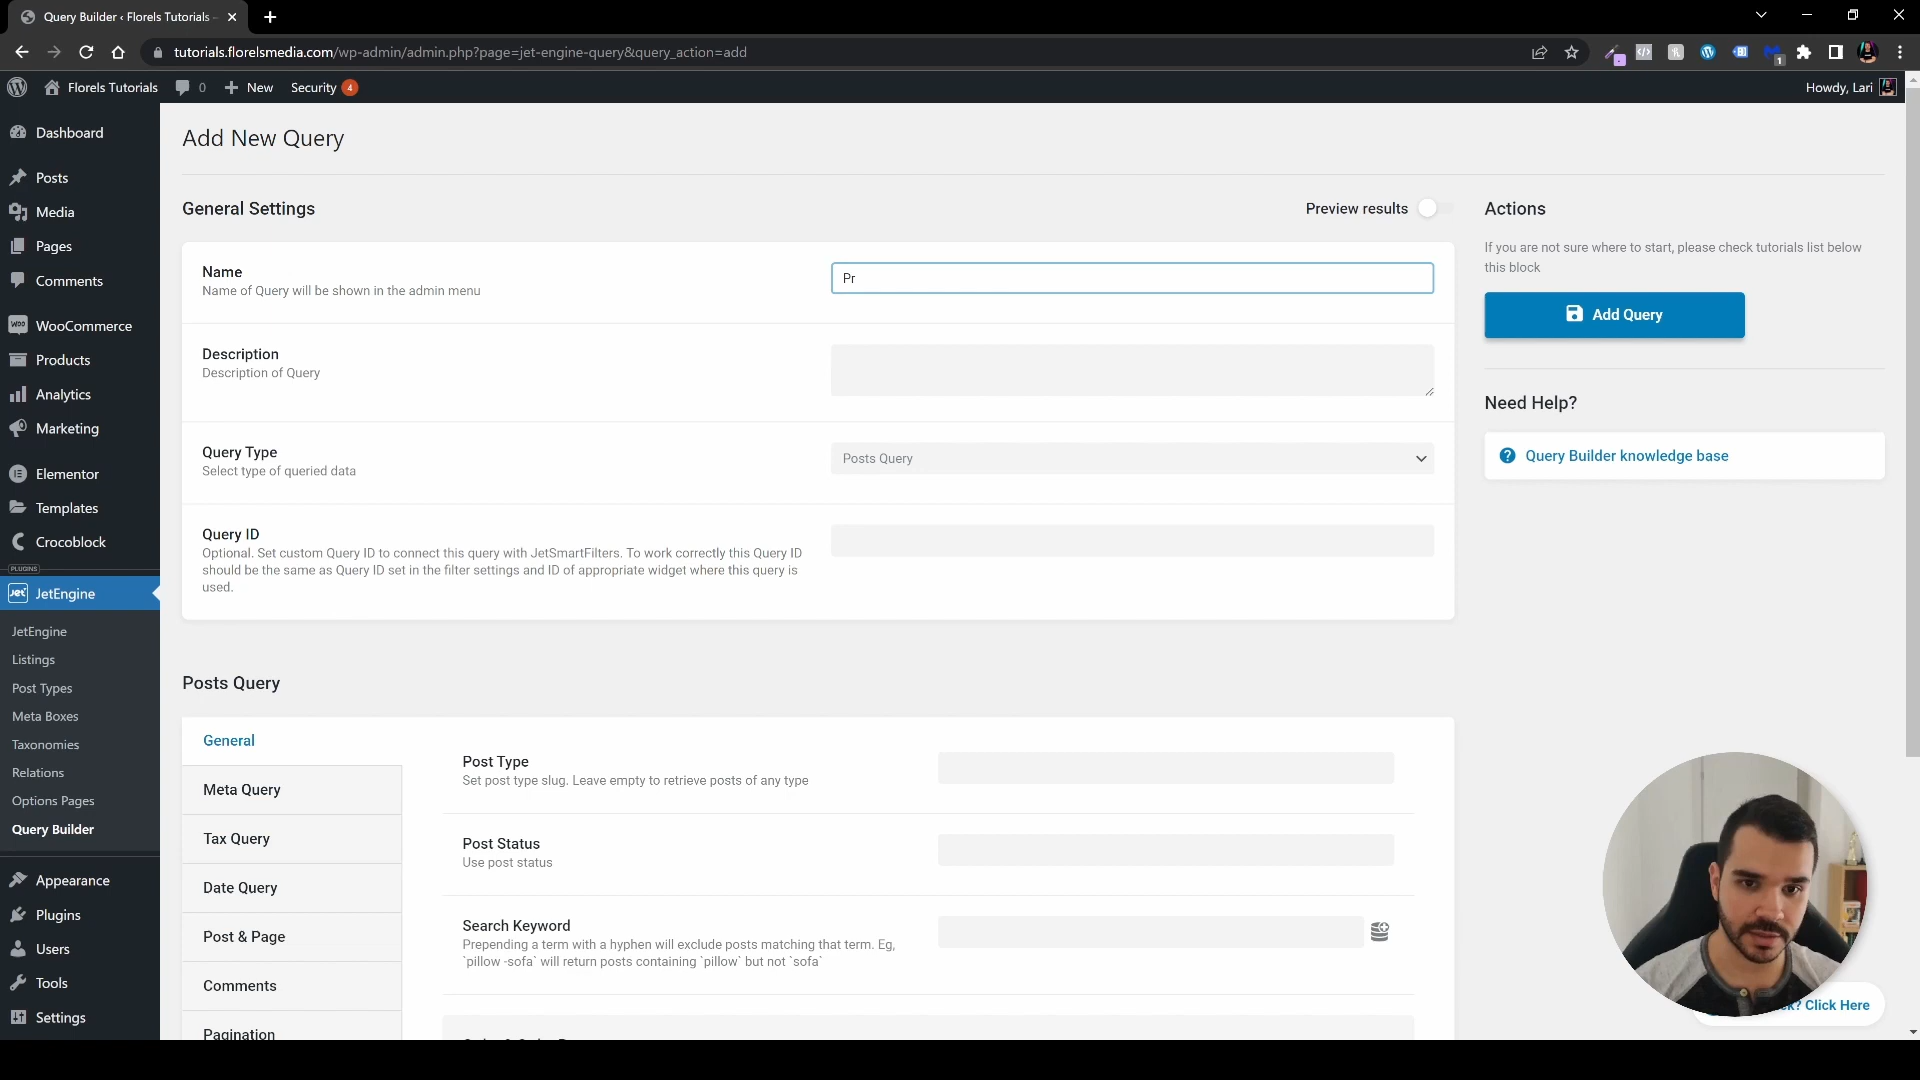 Query Builder ‹ Florels Tutorials -
tutorials.florelsmedia.com/wp-admin/admin.php?page=jet-engine-query&query_action=add
1
Florels Tutorials
0
New
Security 4
Howdy, Lari
Dashboard
Posts
Media
Pages
Comments
WooCommerce
Products
Analytics
Marketing
Elementor
Templates
Crocoblock
PLUGINS
Jet JetEngine
JetEngine
Listings
Post Types
Meta Boxes
Taxonomies
Relations
Options Pages
Query Builder
Appearance
Plugins
Users
Tools
Settings
Add New Query
General Settings
Preview results
Name
Name of Query will be shown in the admin menu
Pr
Description
Description of Query
Query Type
Select type of queried data
Posts Query
Query ID
Optional. Set custom Query ID to connect this query with JetSmartFilters. To work correctly this Query ID
should be the same as Query ID set in the filter settings and ID of appropriate widget where this query is
used.
Posts Query
General
Meta Query
Tax Query
Date Query
Post & Page
Comments
Pagination
Post Type
Set post type slug. Leave empty to retrieve posts of any type
Post Status
Use post status
Search Keyword
Prepending a term with a hyphen will exclude posts matching that term. Eg,
`pillow -sofa` will return posts containing `pillow` but not `sofa`
Actions
If you are not sure where to start, please check tutorials list below
this block
Add Query
Need Help?
Query Builder knowledge base
? Click Here